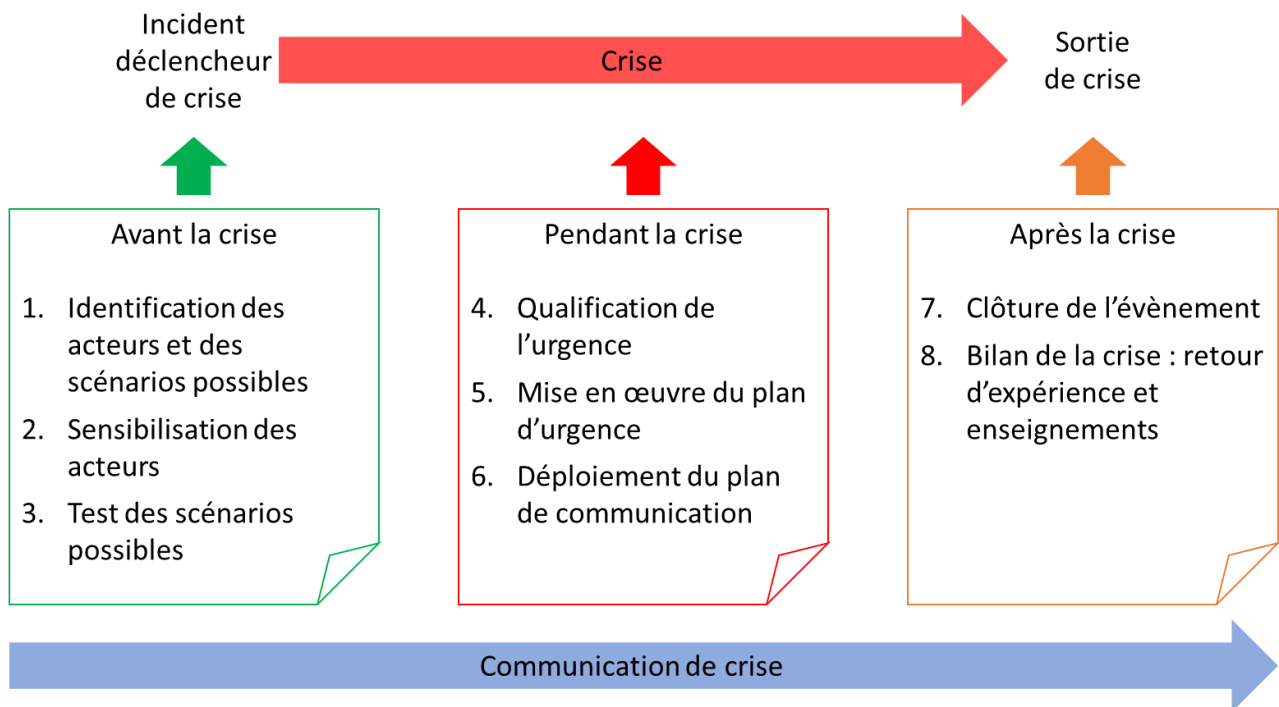 Incident
déclencheur
de crise
Crise
Sortie
de crise
Avant la crise
1. Identification des
acteurs et des
scénarios possibles
2. Sensibilisation des
acteurs
3. Test des scénarios
possibles
Pendant la crise
4. Qualification de
l’urgence
5. Mise en œuvre du plan
d’urgence
6. Déploiement du plan
de communication
Après la crise
7. Clôture de l’évènement
8. Bilan de la crise : retour
d’expérience et
enseignements
Communication de crise